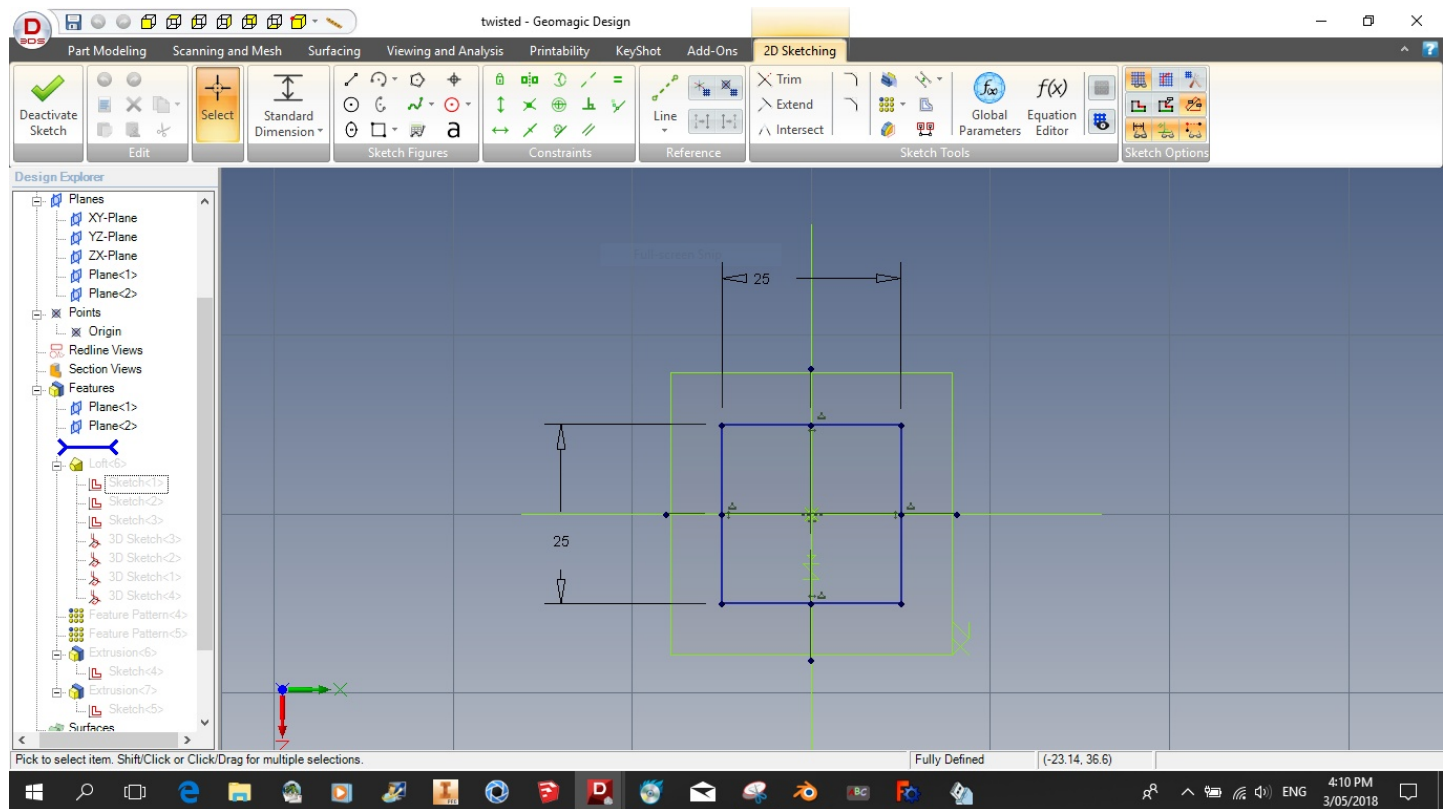 D
3DS
twisted - Geomagic Design
Part Modeling Scanning and Mesh Surfacing Viewing and Analysis Printability KeyShot Add-Ons 2D Sketching
?
Deactivate Sketch
Select
Standard Dimension
a
Line
Trim
Extend
Intersect
f∞
Global Parameters
f(x)
Equation Editor
Edit
Sketch Figures
Constraints
Reference
Sketch Tools
Sketch Options
Design Explorer
Planes
XY-Plane
YZ-Plane
ZX-Plane
Plane<1>
Plane<2>
Points
Origin
Redline Views
Section Views
Features
Plane<1>
Plane<2>
Loft<6>
Sketch<1>
Sketch<2>
Sketch<3>
3D Sketch<3>
3D Sketch<2>
3D Sketch<1>
3D Sketch<4>
Feature Pattern<4>
Feature Pattern<5>
Extrusion<6>
Sketch<4>
Extrusion<7>
Sketch<5>
Surfaces
25
25
X
Z
Pick to select item. Shift/Click or Click/Drag for multiple selections.
Fully Defined
(-23.14, 36.6)
ENG
4:10 PM
3/05/2018